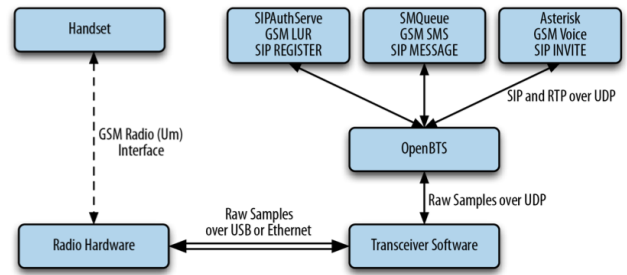 Handset
SIPAuthServe
GSM LUR
SIP REGISTER
SMQueue
GSM SMS
SIP MESSAGE
Asterisk
GSM Voice
SIP INVITE
SIP and RTP over UDP
GSM Radio (Um)
Interface
OpenBTS
Raw Samples over UDP
Raw Samples
over USB or Ethernet
Radio Hardware
Transceiver Software